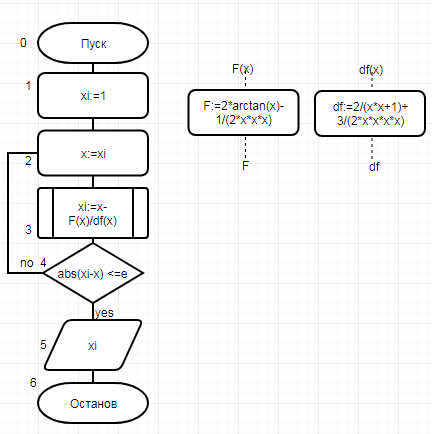 0
Пуск
1
xi:=1
2
x:=xi
3
xi:=x-
F(x)/df(x)
no
4
abs(xi-x) <=e
yes
5
xi
6
Останов
F(x)
F:=2*arctan(x)-
1/(2*x*x*x)
F
df(x)
df:=2/(x*x+1)+
3/(2*x*x*x*x)
df